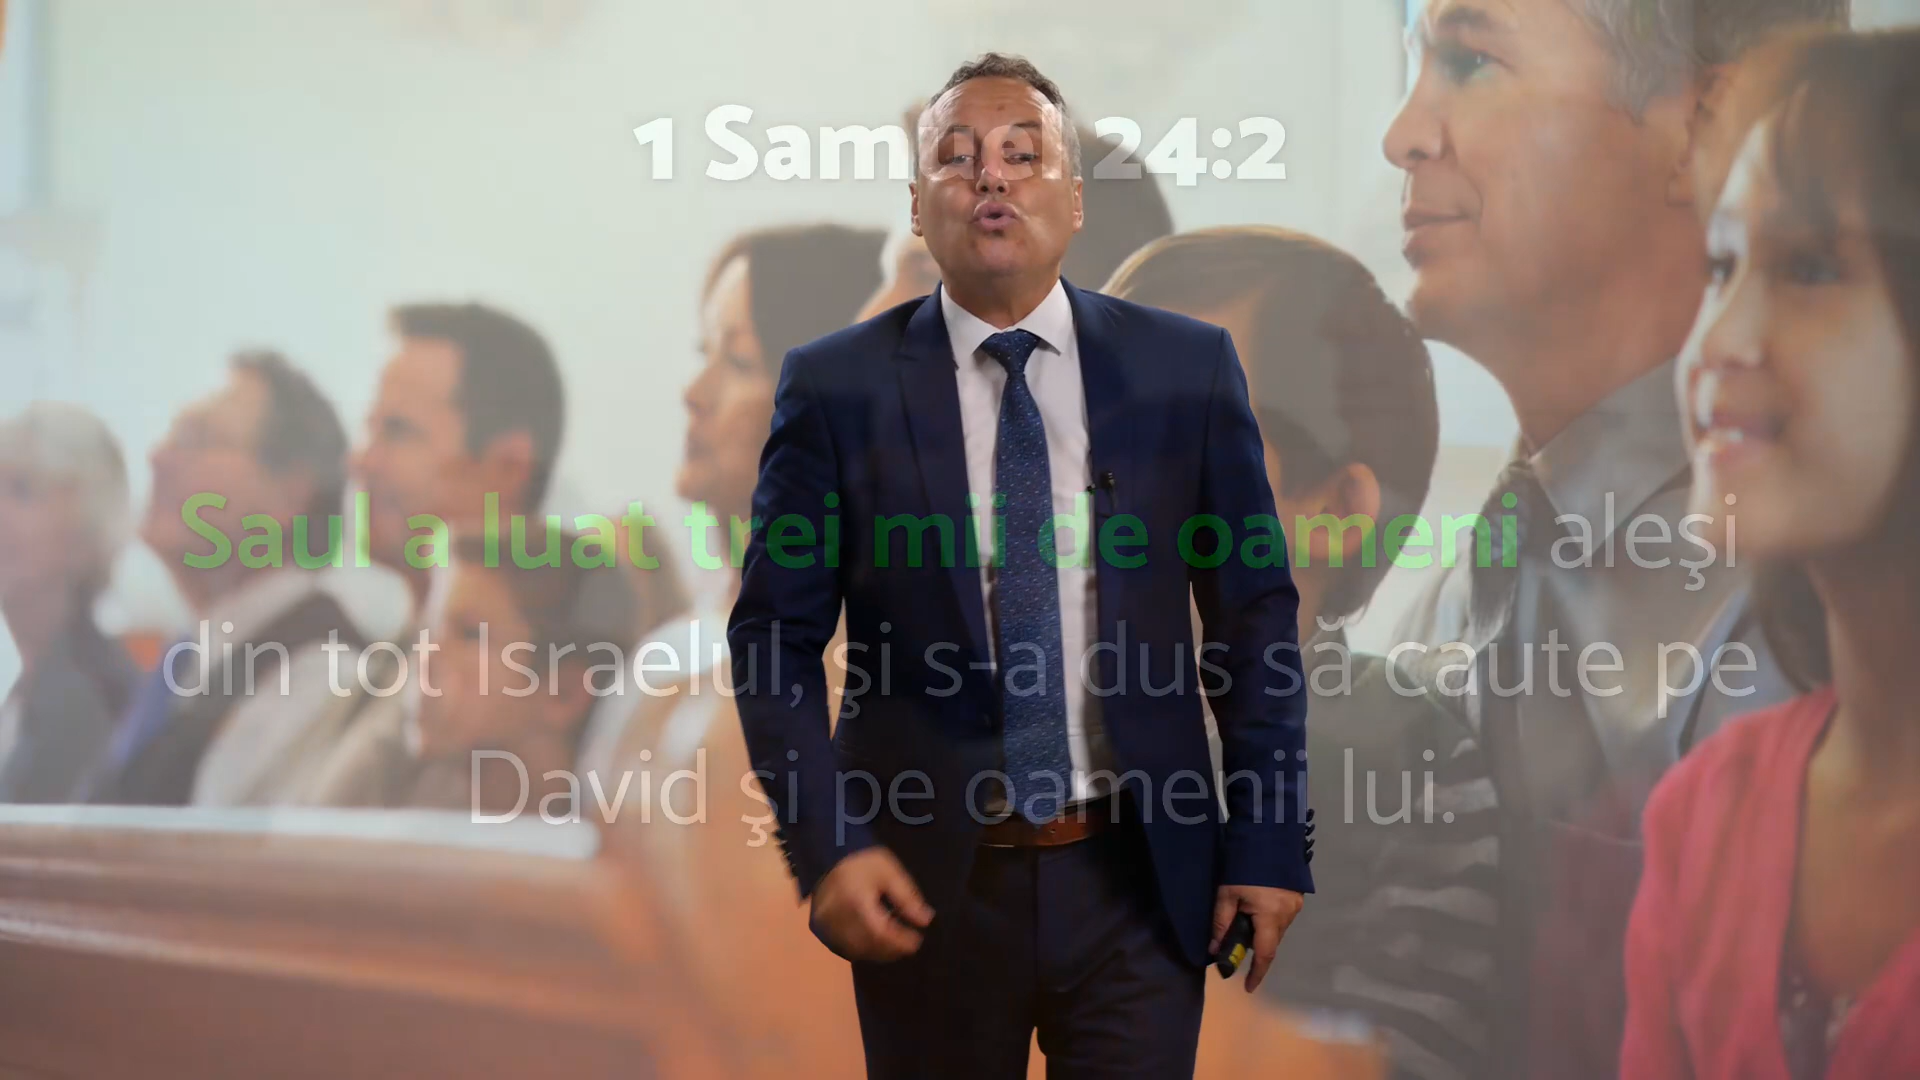 1 Samuel 24:2
Saul a luat trei mii de oameni aleşi
din tot Israelul, şi s-a dus să caute pe
David şi pe oamenii lui.